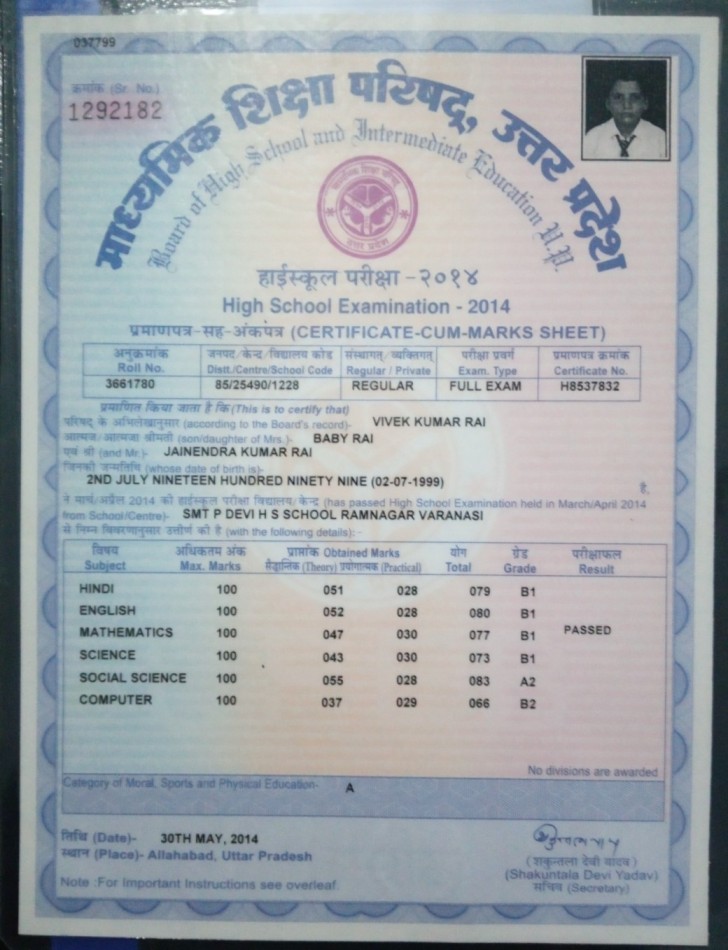 037799
क्रमांक (Sr. No.)
1292182
माध्यमिक शिक्षा परिषद्, उत्तर प्रदेश
Board of High School and Intermediate Education U.P.
उत्तर प्रदेश
हाईस्कूल परीक्षा - २०१४
High School Examination - 2014
प्रमाणपत्र-सह-अंकपत्र (CERTIFICATE-CUM-MARKS SHEET)
अनुक्रमांक जनपद/केन्द्र/विद्यालय कोड संस्थागत/व्यक्तिगत परीक्षा प्रवर्ग प्रमाणपत्र क्रमांक
Roll No. Distt./Centre/School Code Regular / Private Exam. Type Certificate No.
3661780 85/25490/1228 REGULAR FULL EXAM H8537832
प्रमाणित किया जाता है कि (This is to certify that)
परिषद् के अभिलेखानुसार (according to the Board's record)- VIVEK KUMAR RAI
आत्मज/आत्मजा श्रीमती (son/daughter of Mrs.)- BABY RAI
एवं श्री (and Mr.)- JAINENDRA KUMAR RAI
जिनकी जन्मतिथि (whose date of birth is)-
2ND JULY NINETEEN HUNDRED NINETY NINE (02-07-1999) है,
ने मार्च/अप्रैल 2014 की हाईस्कूल परीक्षा विद्यालय/केन्द्र (has passed High School Examination held in March/April 2014
from School/Centre)- SMT P DEVI H S SCHOOL RAMNAGAR VARANASI
से निम्न विवरणानुसार उत्तीर्ण की है (with the following details):-
विषय अधिकतम अंक प्राप्तांक Obtained Marks योग ग्रेड परीक्षाफल
Subject Max. Marks सैद्धान्तिक (Theory) प्रयोगात्मक (Practical) Total Grade Result
HINDI 100 051 028 079 B1
ENGLISH 100 052 028 080 B1
MATHEMATICS 100 047 030 077 B1 PASSED
SCIENCE 100 043 030 073 B1
SOCIAL SCIENCE 100 055 028 083 A2
COMPUTER 100 037 029 066 B2
No divisions are awarded
Category of Moral, Sports and Physical Education- A
तिथि (Date)- 30TH MAY, 2014
स्थान (Place)- Allahabad, Uttar Pradesh
(शकुन्तला देवी यादव)
(Shakuntala Devi Yadav)
सचिव (Secretary)
Note :For Important Instructions see overleaf